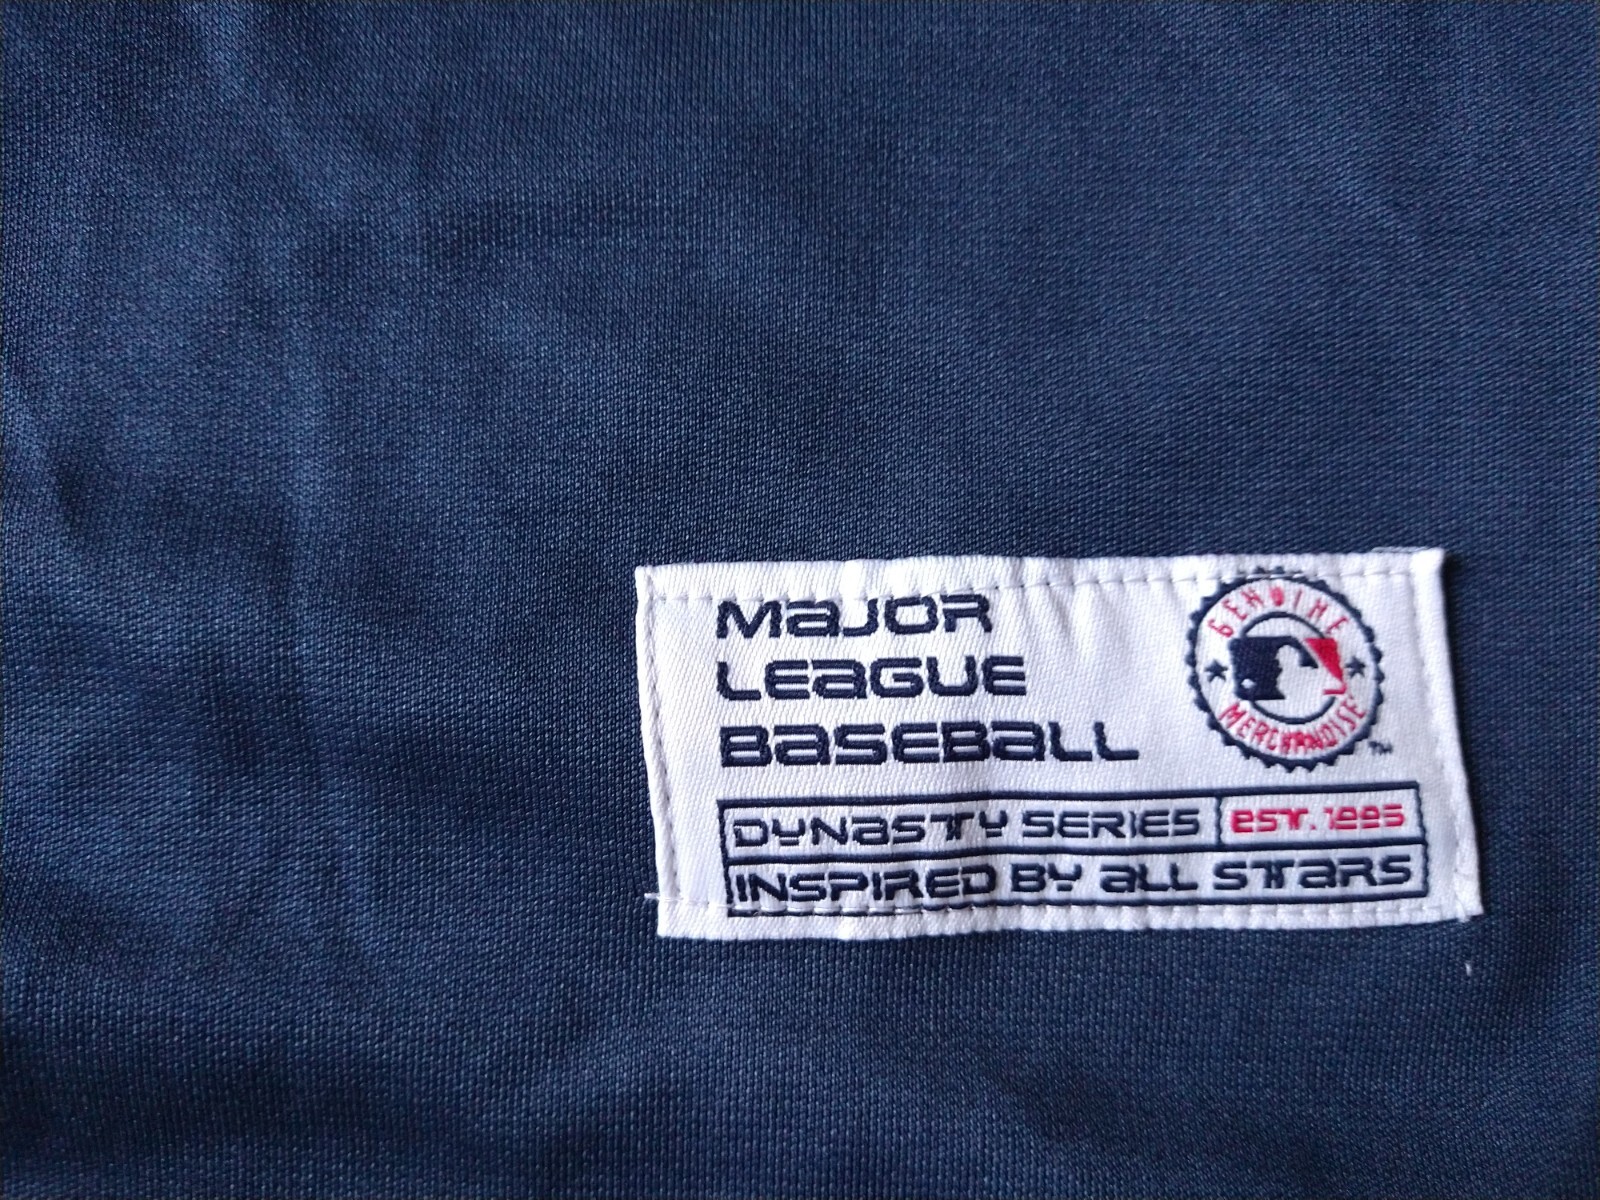 MaJOR
LEaGUE
BaSEBaLL
GENUINE
MERCHANDISE
TM
DYNaSTY SERIES
eST. 1995
INSPIRED BY aLL STaRS